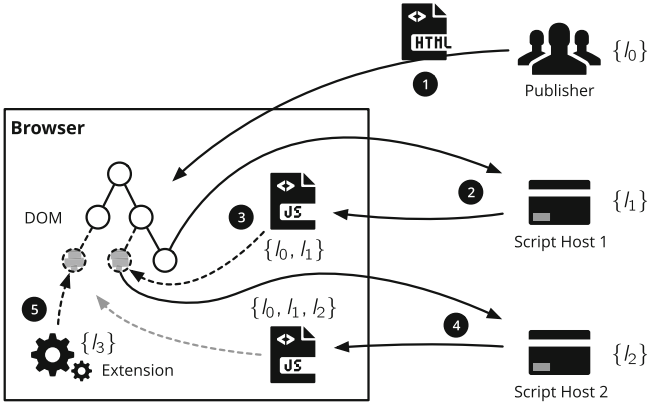 HTML
{l₀}
1
Publisher
Browser
2
{l₁}
JS
DOM
3
Script Host 1
{l₀, l₁}
{l₀, l₁, l₂}
5
4
{l₃}
JS
{l₂}
Extension
Script Host 2